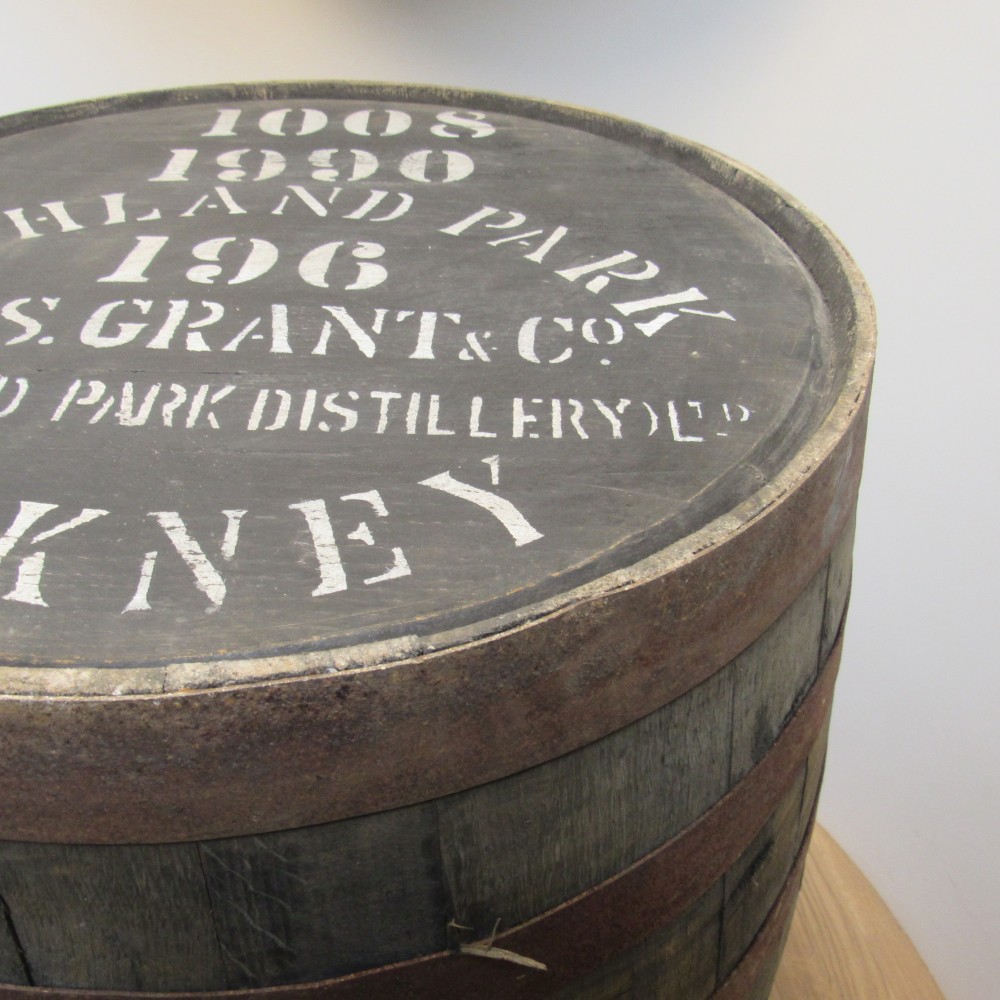 1008
1990
HLAND PARK
196
S. GRANT & Cº.
D PARK DISTILLERY) LTD
KNEY